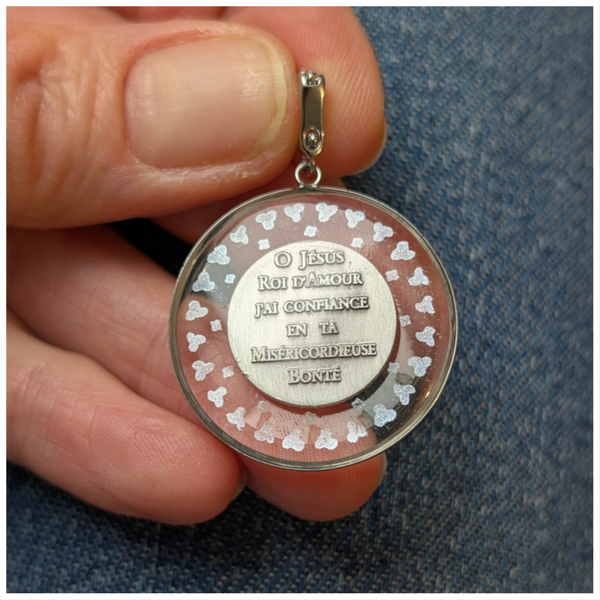 O JÉSUS
ROI D'AMOUR
J'AI CONFIANCE
EN TA
MISÉRICORDIEUSE
BONTÉ